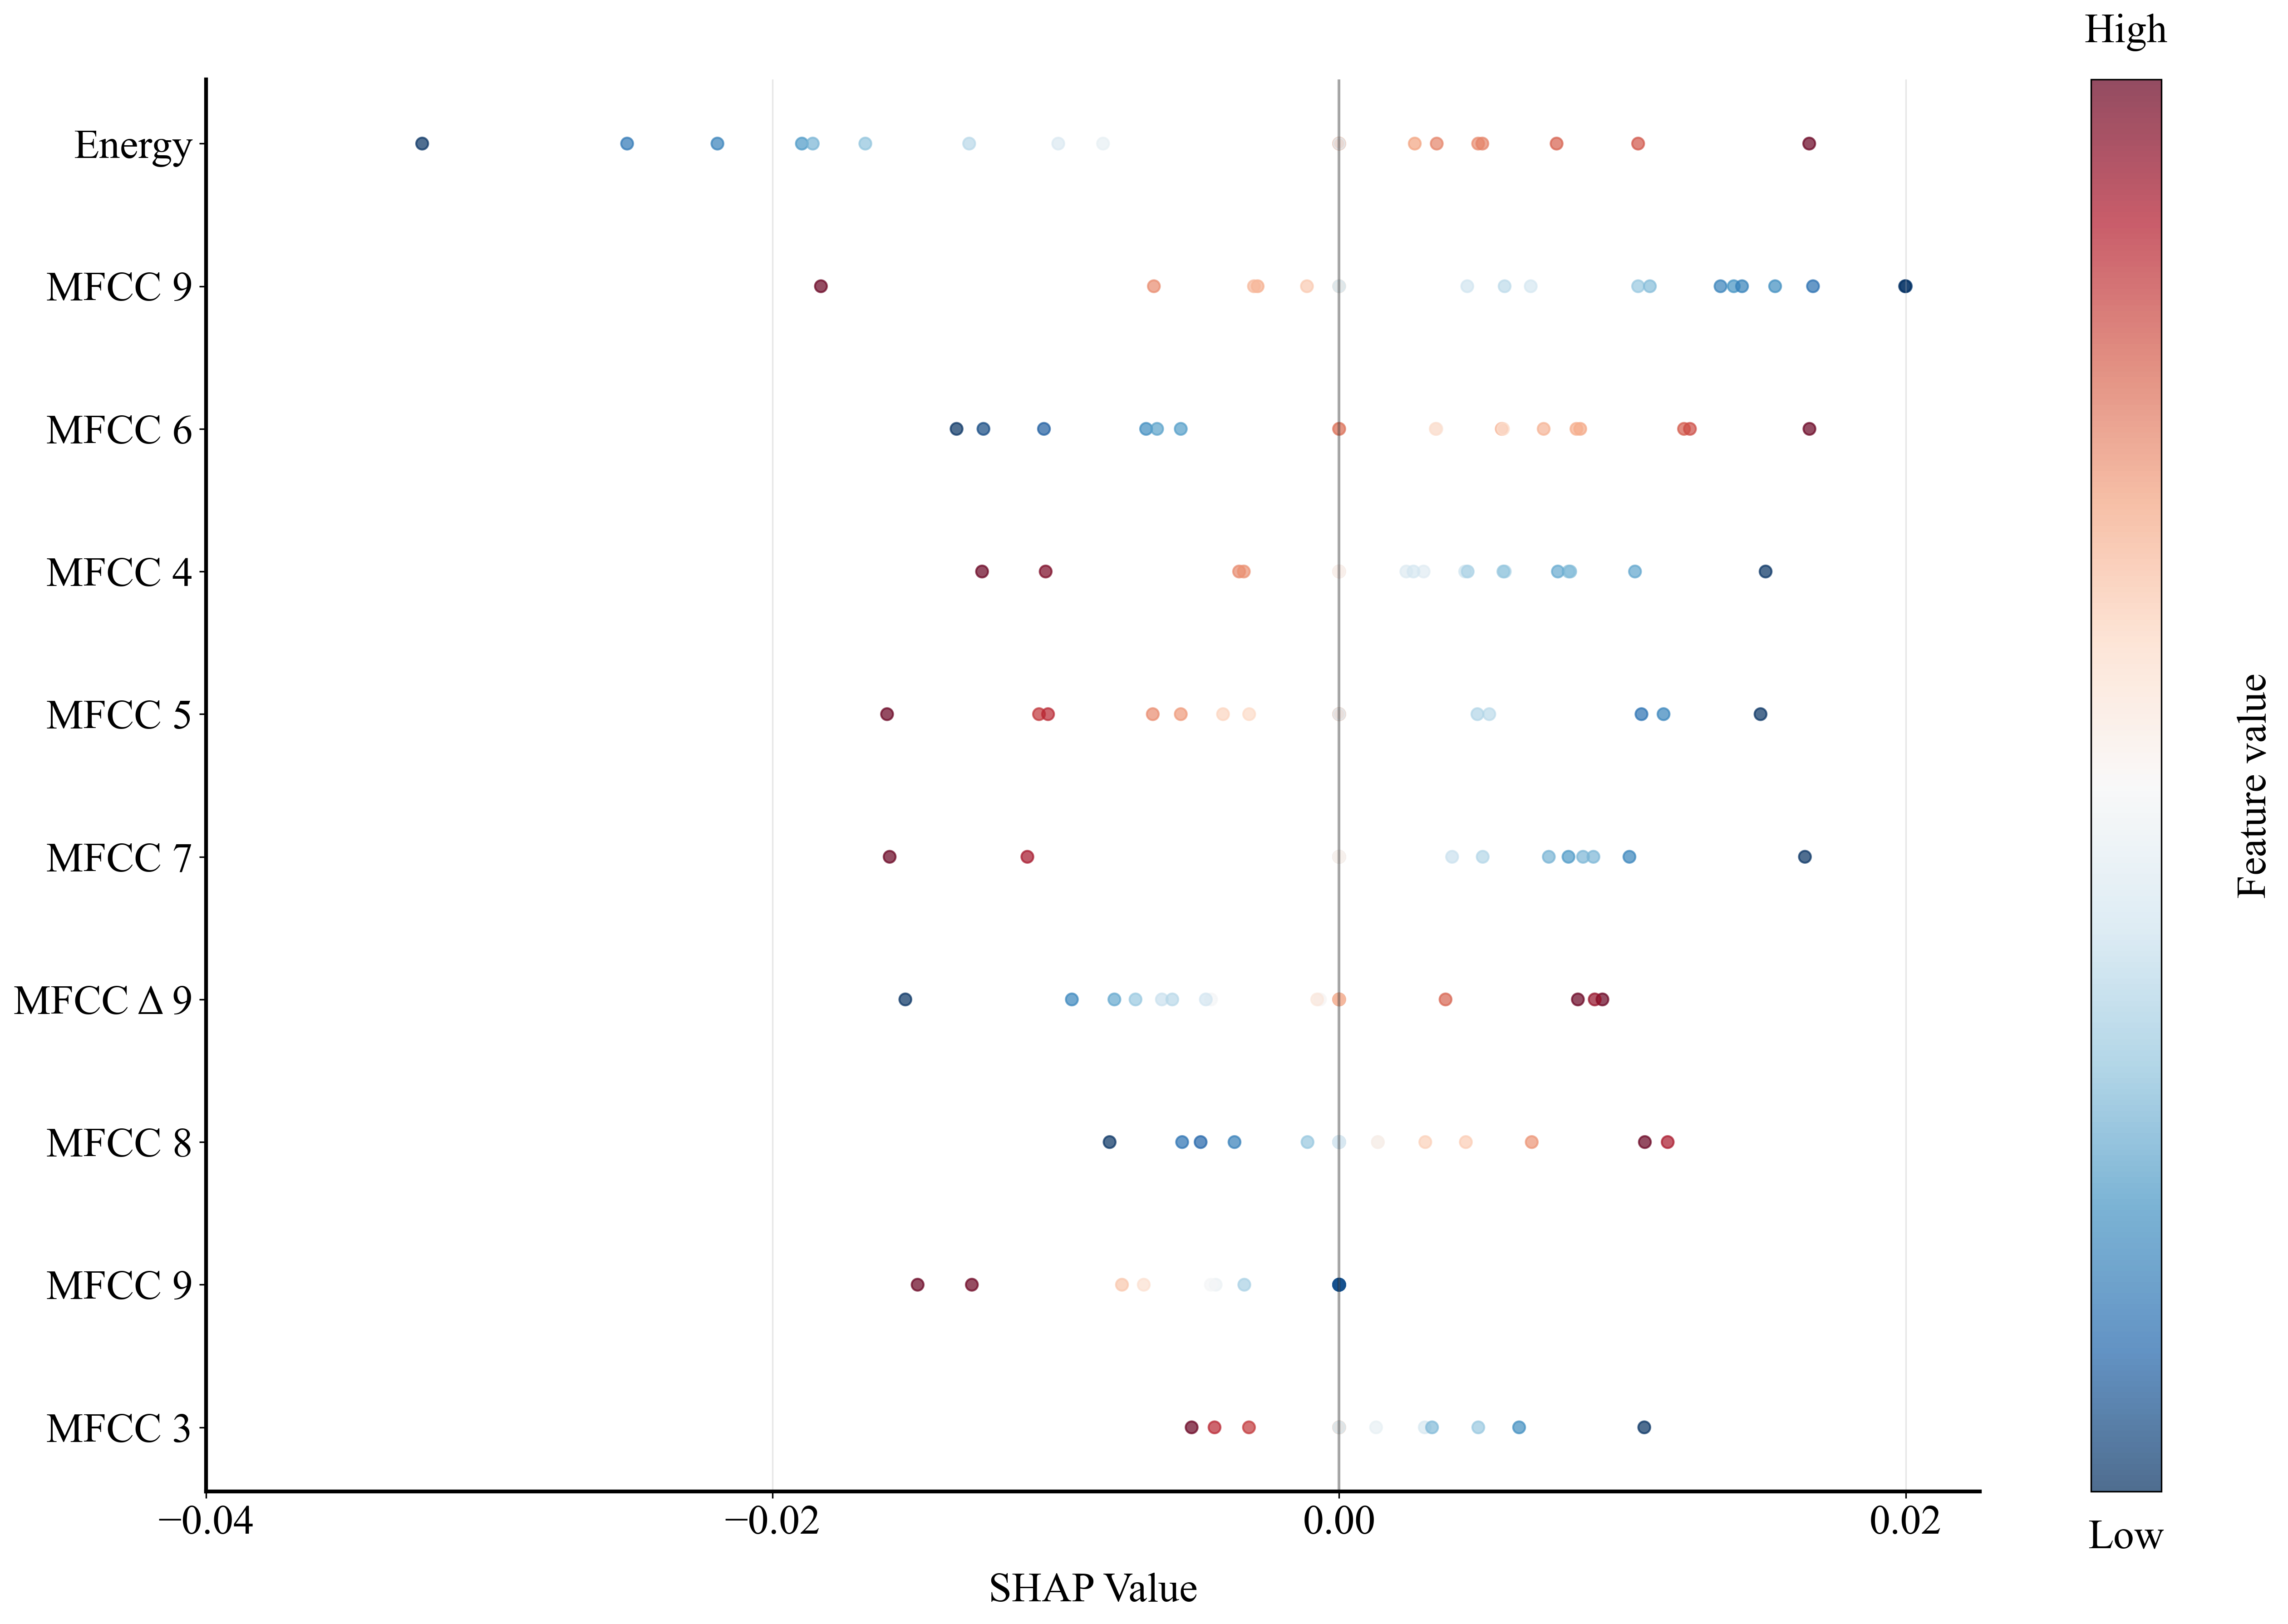 High
Energy
MFCC 9
MFCC 6
MFCC 4
MFCC 5
MFCC 7
MFCC Δ 9
MFCC 8
MFCC 9
MFCC 3
−0.04
−0.02
0.00
0.02
SHAP Value
Low
Feature value